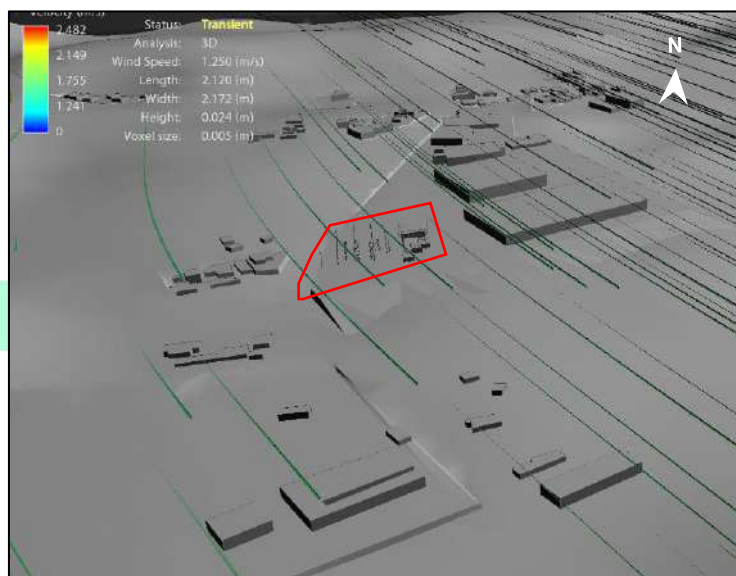 Velocity (m/s)
2.482
2.149
1.755
1.241
0
Status: Transient
Analysis: 3D
Wind Speed: 1.250 (m/s)
Length: 2.120 (m)
Width: 2.172 (m)
Height: 0.024 (m)
Voxel size: 0.005 (m)
N